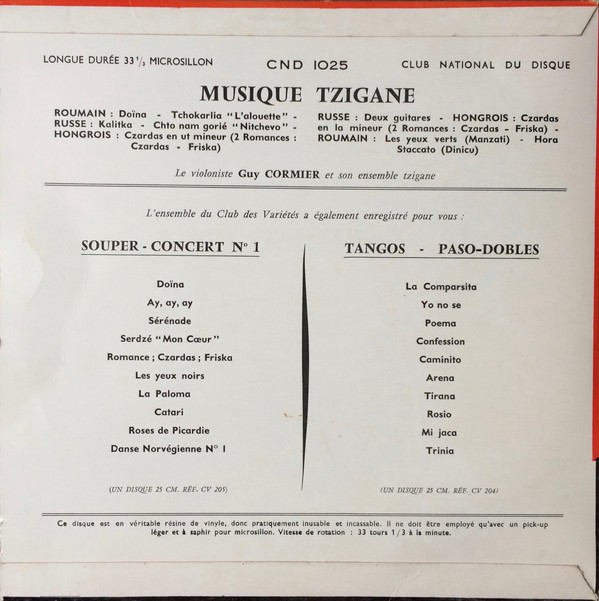 LONGUE DURÉE 33 1/3 MICROSILLON CND 1025 CLUB NATIONAL DU DISQUE
MUSIQUE TZIGANE
ROUMAIN : Doïna - Tchokarlia "L'alouette" -
RUSSE : Kalitka - Chto nam gorié "Nitchevo" -
HONGROIS : Czardas en ut mineur (2 Romances :
Czardas - Friska)
RUSSE : Deux guitares - HONGROIS : Czardas
en la mineur (2 Romances : Czardas - Friska) -
ROUMAIN : Les yeux verts (Manzati) - Hora
Staccato (Dinicu)
Le violoniste Guy CORMIER et son ensemble tzigane
L'ensemble du Club des Variétés a également enregistré pour vous :
SOUPER - CONCERT N° 1
Doïna
Ay, ay, ay
Sérénade
Serdzé "Mon Cœur"
Romance ; Czardas ; Friska
Les yeux noirs
La Paloma
Catari
Roses de Picardie
Danse Norvégienne N° 1
(UN DISQUE 25 CM. RÉF. CV 205)
TANGOS - PASO-DOBLES
La Comparsita
Yo no se
Poema
Confession
Caminito
Arena
Tirana
Rosio
Mi jaca
Trinia
(UN DISQUE 25 CM. RÉF. CV 204)
Ce disque est en véritable résine de vinyle, donc pratiquement inusable et incassable. Il ne doit être employé qu'avec un pick-up
léger et à saphir pour microsillon. Vitesse de rotation : 33 tours 1/3 à la minute.